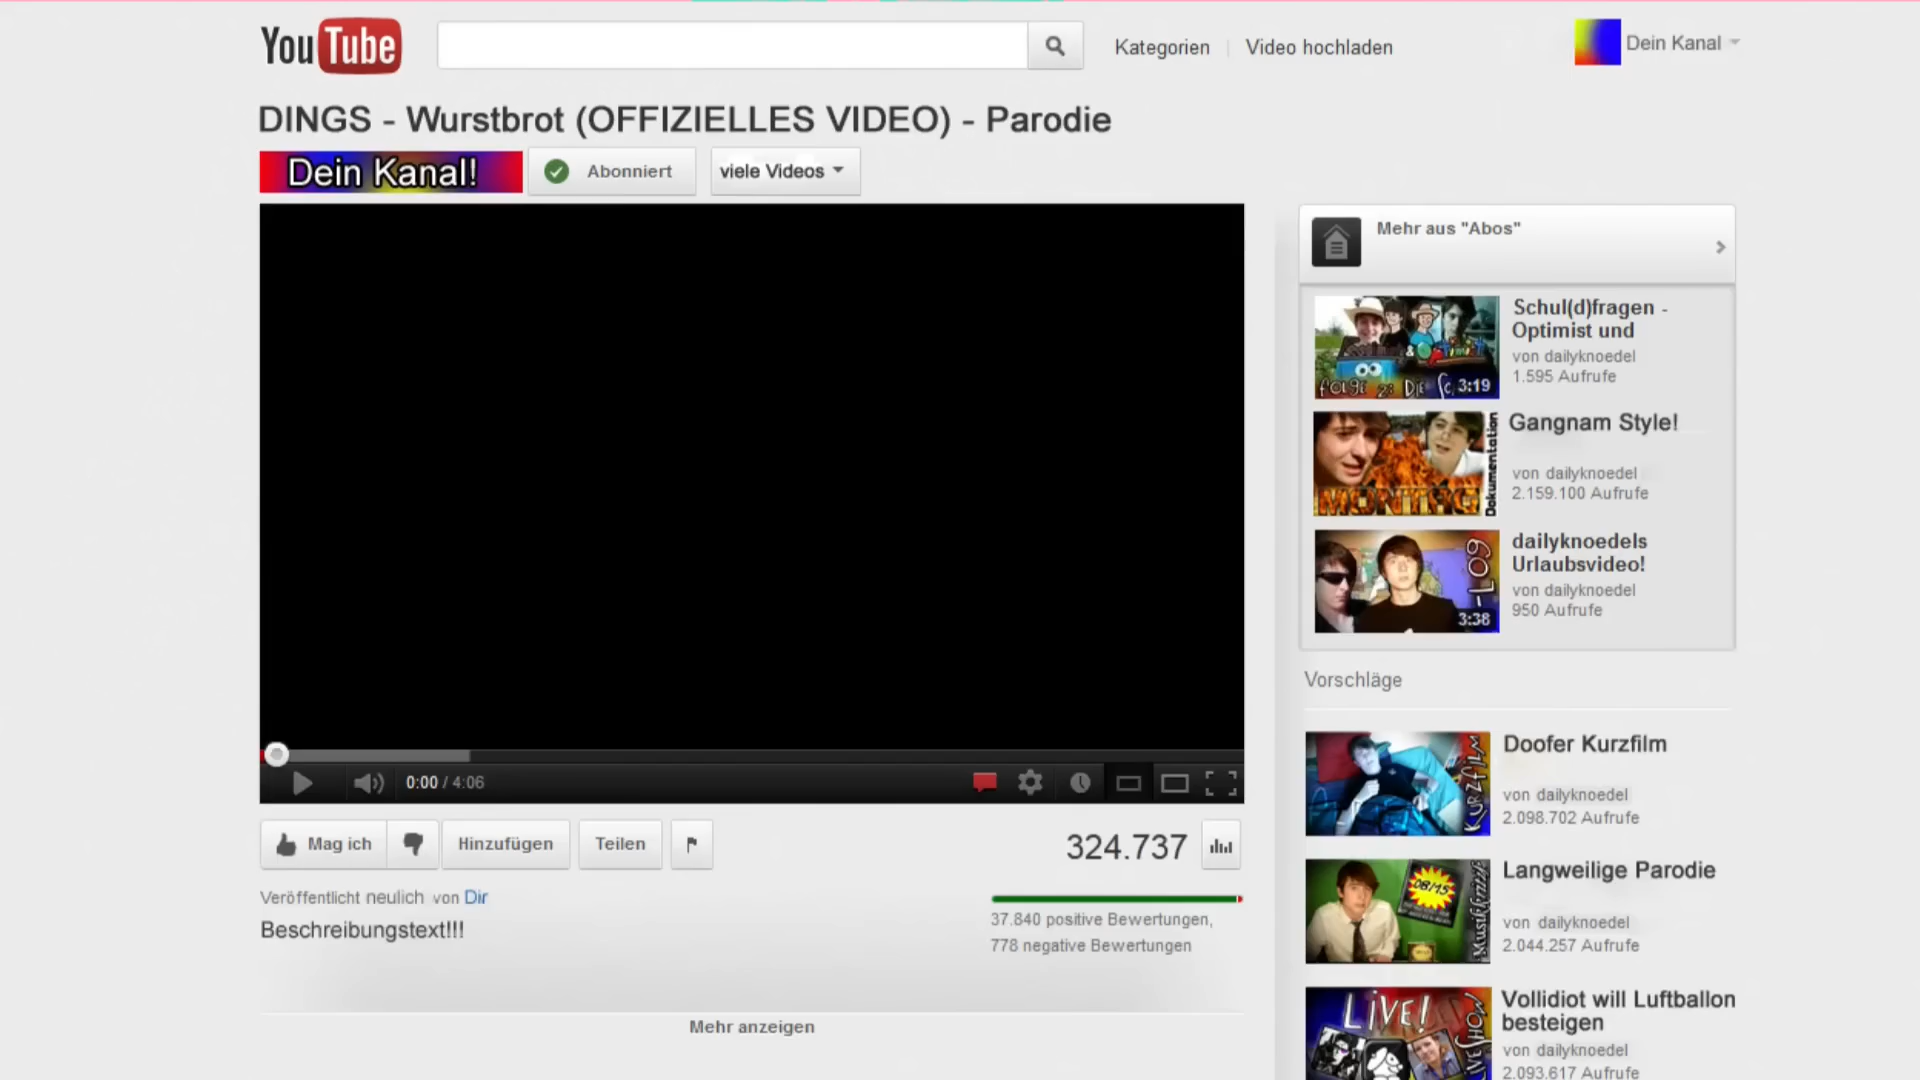 YouTube
Kategorien
Video hochladen
Dein Kanal
DINGS - Wurstbrot (OFFIZIELLES VIDEO) - Parodie
Dein Kanal!
Abonniert
viele Videos
Mehr aus "Abos"
Schul(d)fragen -
Optimist und
von dailyknoedel
1.595 Aufrufe
FOLGE 2: DIE
3:19
Gangnam Style!
von dailyknoedel
2.159.100 Aufrufe
MONTAG
Dokumentation
dailyknoedels
Urlaubsvideo!
von dailyknoedel
950 Aufrufe
3:38
Vorschläge
Doofer Kurzfilm
von dailyknoedel
2.098.702 Aufrufe
KURZFILM
Langweilige Parodie
von dailyknoedel
2.044.257 Aufrufe
08/15
Vollidiot will Luftballon
besteigen
von dailyknoedel
2.093.617 Aufrufe
LiVE!
0:00 / 4:06
Mag ich
Hinzufügen
Teilen
324.737
Veröffentlicht neulich von Dir
Beschreibungstext!!!
37.840 positive Bewertungen,
778 negative Bewertungen
Mehr anzeigen